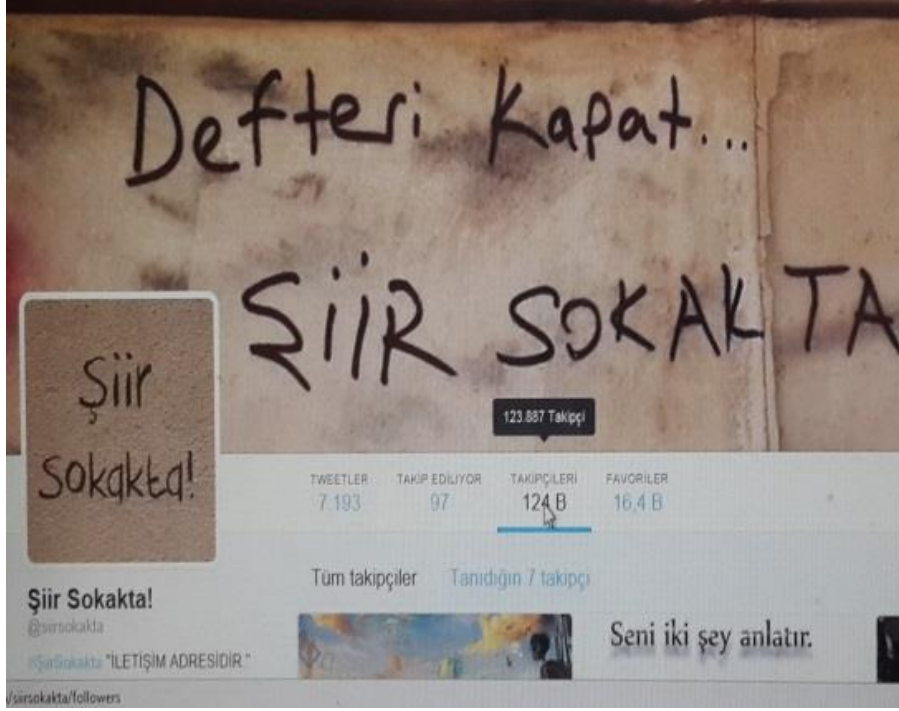 Defteri Kapat...
ŞiiR SOKAKTA
Şiir
Sokakta!
123.887 Takipçi
TWEETLER TAKİP EDİLİYOR TAKİPÇİLERİ FAVORİLER
7.193 97 124 B 16,4 B
Tüm takipçiler Tanıdığın 7 takipçi
Şiir Sokakta!
@siirsokakta
#ŞiirSokakta "İLETİŞİM ADRESİDİR."
Seni iki şey anlatır.
/siirsokakta/followers